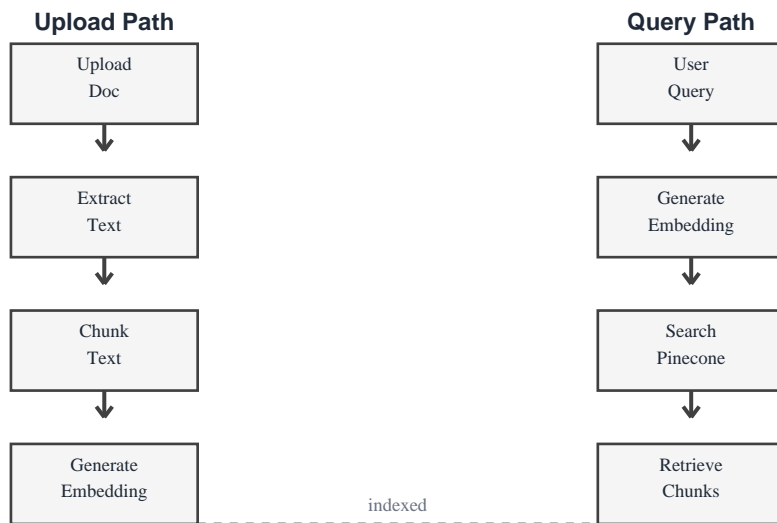 Upload Path
Upload
Doc
Extract
Text
Chunk
Text
Generate
Embedding
Query Path
User
Query
Generate
Embedding
Search
Pinecone
Retrieve
Chunks
indexed